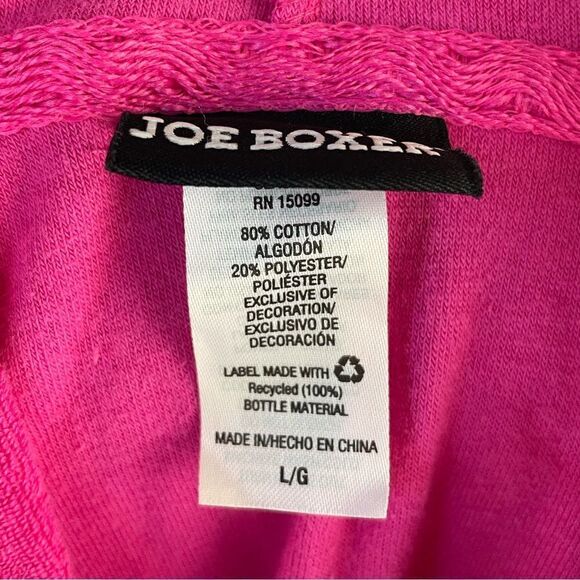 JOE BOXER
RN 15099
80% COTTON/
ALGODÓN
20% POLYESTER/
POLIÉSTER
EXCLUSIVE OF
DECORATION/
EXCLUSIVO DE
DECORACIÓN
LABEL MADE WITH
Recycled (100%)
BOTTLE MATERIAL
MADE IN/HECHO EN CHINA
L/G